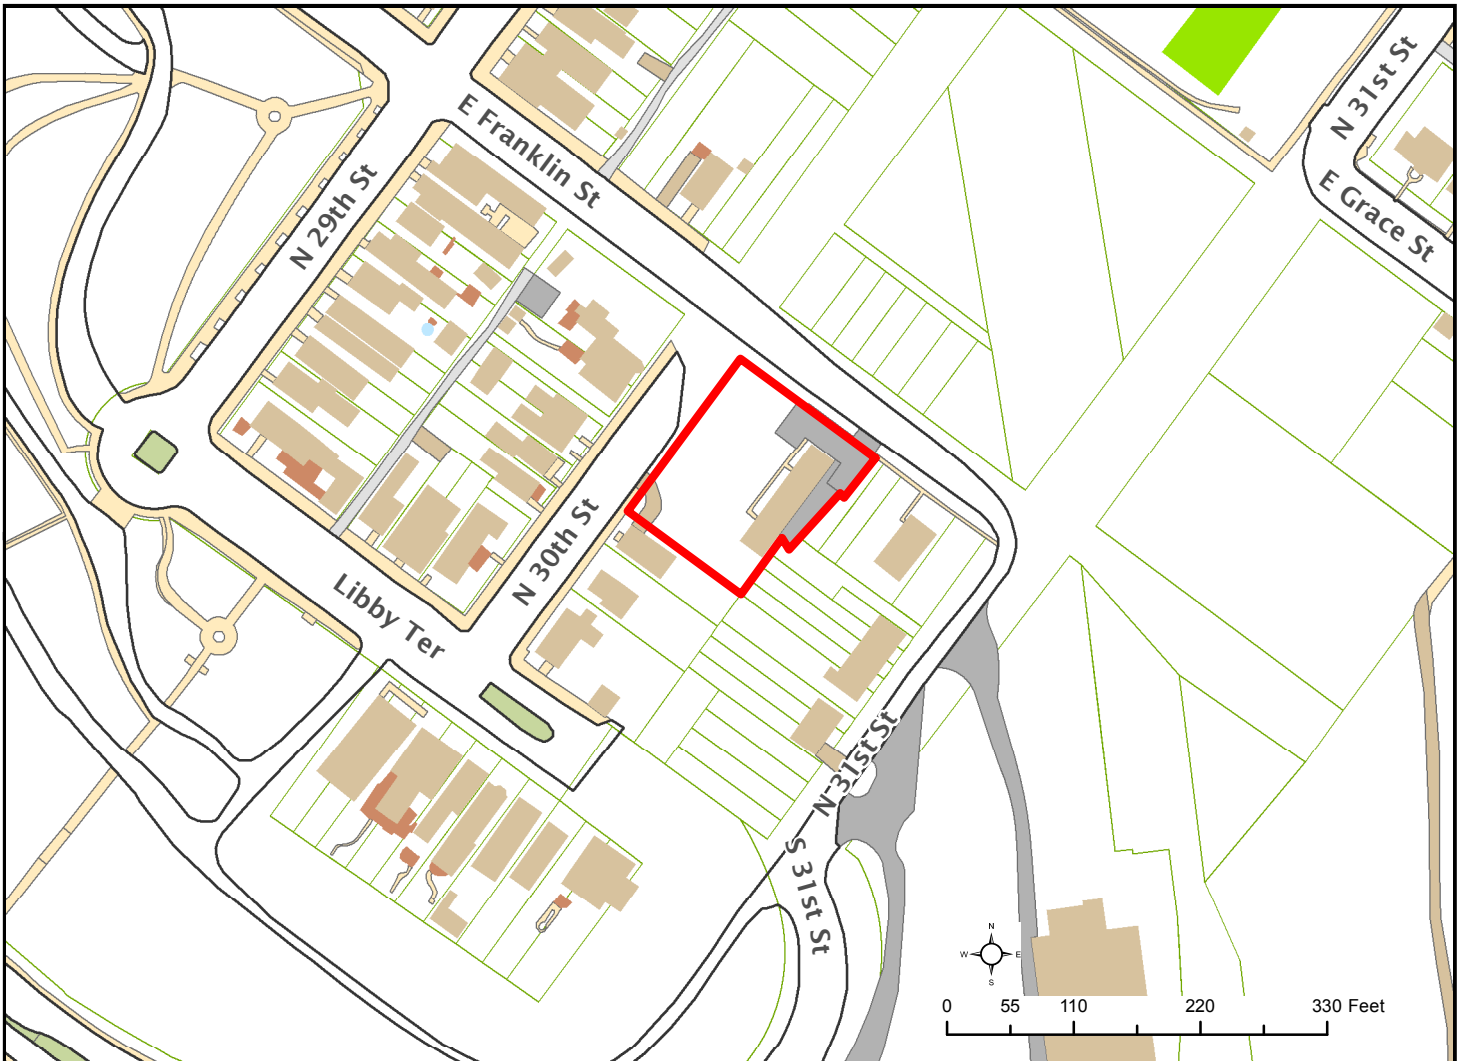 E Franklin St
N 31st St
E Grace St
N 29th St
N 30th St
Libby Ter
N 31st St
S 31st St
N
W E
S
0 55 110 220 330 Feet